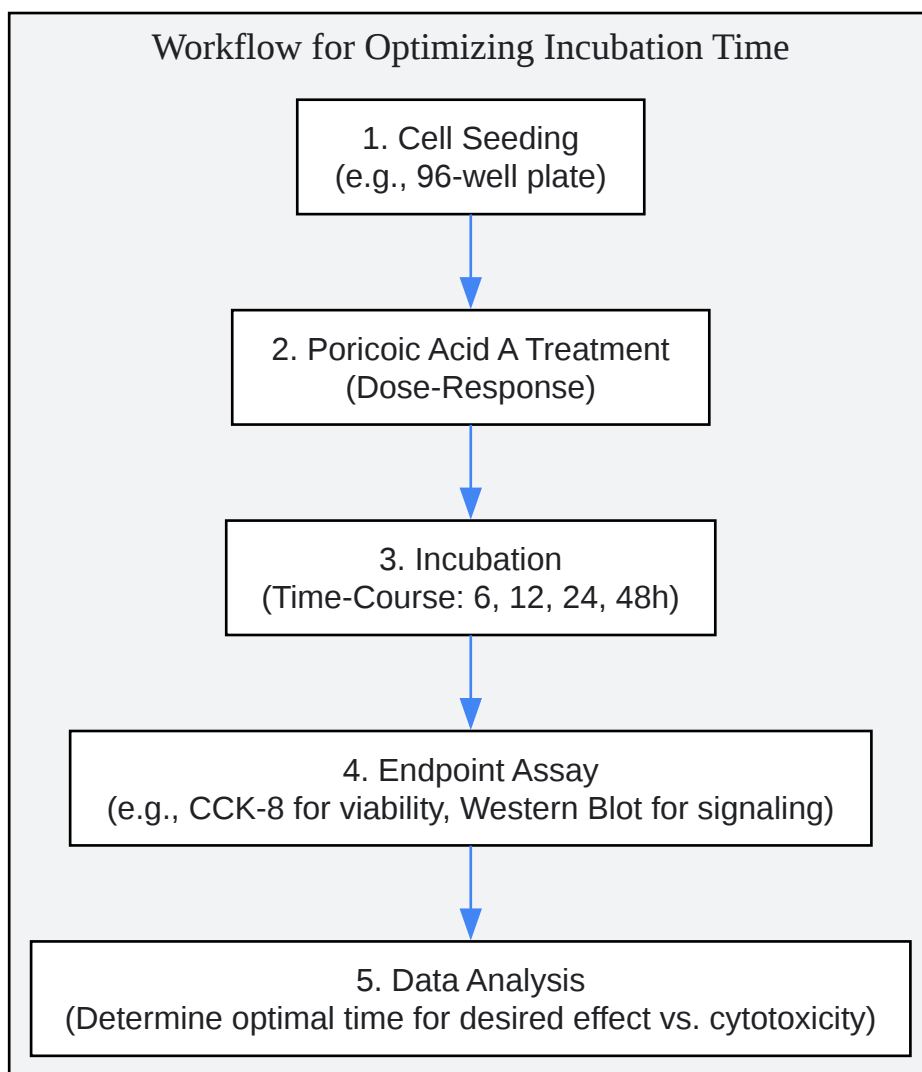 Workflow for Optimizing Incubation Time
1. Cell Seeding
(e.g., 96-well plate)
2. Poricoic Acid A Treatment
(Dose-Response)
3. Incubation
(Time-Course: 6, 12, 24, 48h)
4. Endpoint Assay
(e.g., CCK-8 for viability, Western Blot for signaling)
5. Data Analysis
(Determine optimal time for desired effect vs. cytotoxicity)